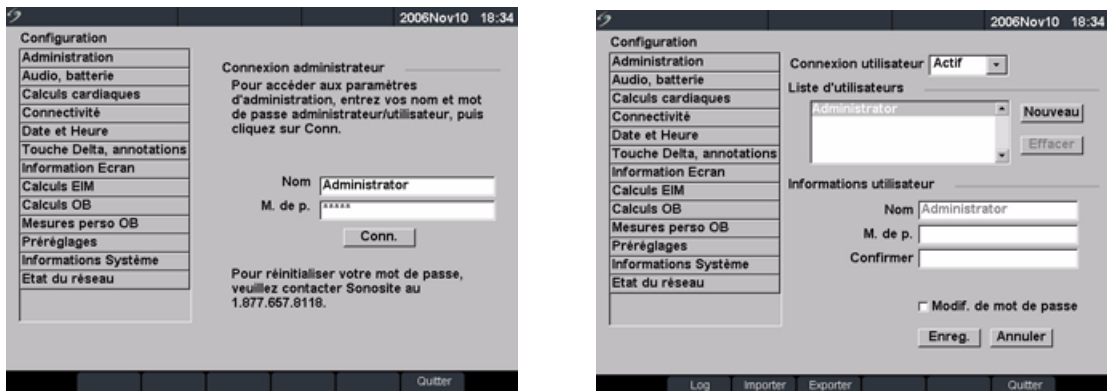 2006Nov10 18:34
Configuration
Administration
Audio, batterie
Calculs cardiaques
Connectivité
Date et Heure
Touche Delta, annotations
Information Ecran
Calculs EIM
Calculs OB
Mesures perso OB
Préréglages
Informations Système
Etat du réseau
Connexion administrateur
Pour accéder aux paramètres
d'administration, entrez vos nom et mot
de passe administrateur/utilisateur, puis
cliquez sur Conn.
Nom Administrator
M. de p. *****
Conn.
Pour réinitialiser votre mot de passe,
veuillez contacter Sonosite au
1.877.657.8118.
Quitter
2006Nov10 18:34
Configuration
Administration
Audio, batterie
Calculs cardiaques
Connectivité
Date et Heure
Touche Delta, annotations
Information Ecran
Calculs EIM
Calculs OB
Mesures perso OB
Préréglages
Informations Système
Etat du réseau
Connexion utilisateur Actif
Liste d'utilisateurs
Administrator
Nouveau
Effacer
Informations utilisateur
Nom Administrator
M. de p.
Confirmer
Modif. de mot de passe
Enreg. Annuler
Log Importer Exporter Quitter